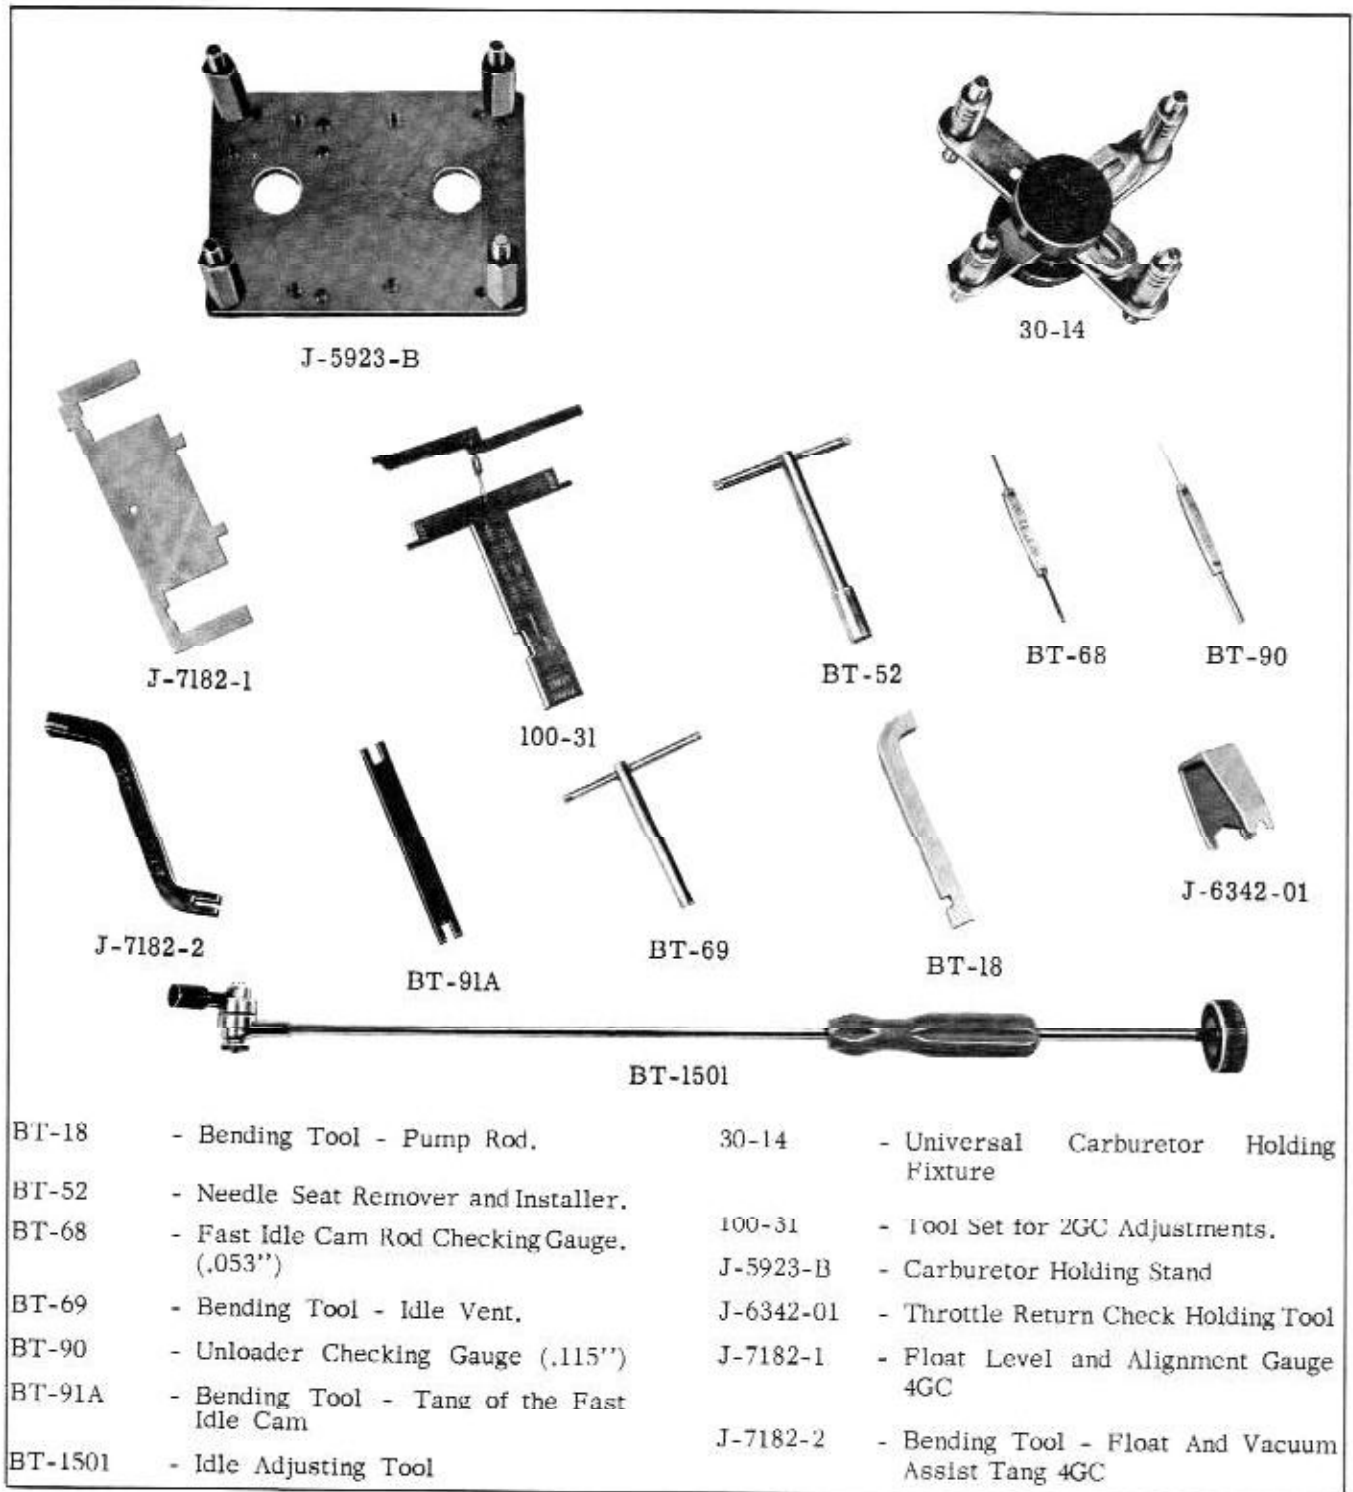 J-5923-B
30-14
J-7182-1
100-31
BT-52
BT-68
BT-90
J-7182-2
BT-91A
BT-69
BT-18
J-6342-01
BT-1501
BT-18 - Bending Tool - Pump Rod.
BT-52 - Needle Seat Remover and Installer.
BT-68 - Fast Idle Cam Rod Checking Gauge.
(.053")
BT-69 - Bending Tool - Idle Vent.
BT-90 - Unloader Checking Gauge (.115")
BT-91A - Bending Tool - Tang of the Fast
Idle Cam
BT-1501 - Idle Adjusting Tool
30-14 - Universal Carburetor Holding
Fixture
100-31 - Tool Set for 2GC Adjustments.
J-5923-B - Carburetor Holding Stand
J-6342-01 - Throttle Return Check Holding Tool
J-7182-1 - Float Level and Alignment Gauge
4GC
J-7182-2 - Bending Tool - Float And Vacuum
Assist Tang 4GC